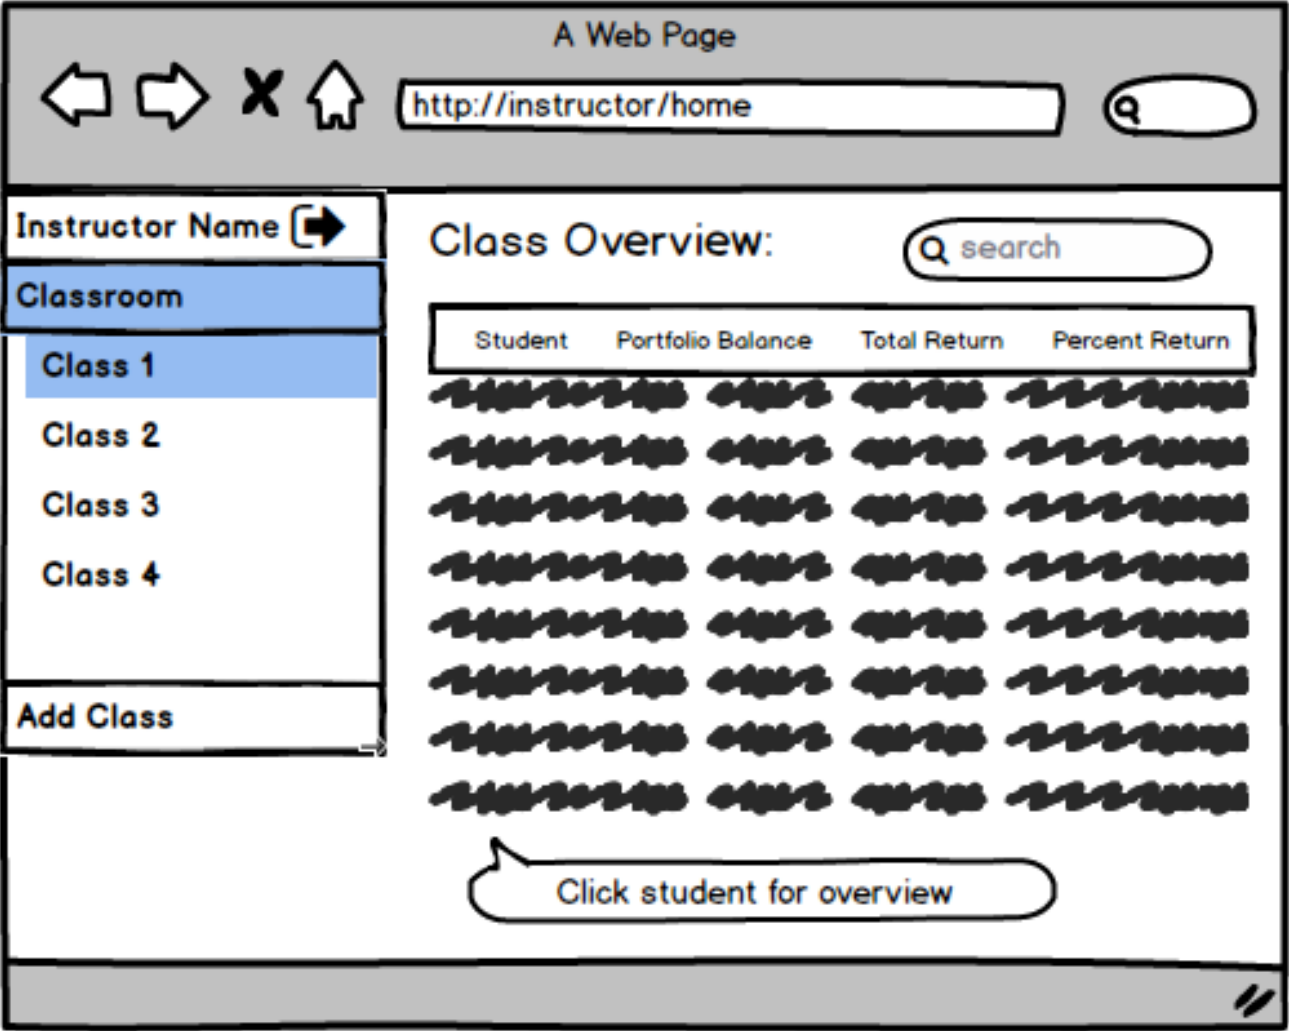 A Web Page
http://instructor/home
Instructor Name
Classroom
Class 1
Class 2
Class 3
Class 4
Add Class
Class Overview:
search
Student Portfolio Balance Total Return Percent Return
Click student for overview